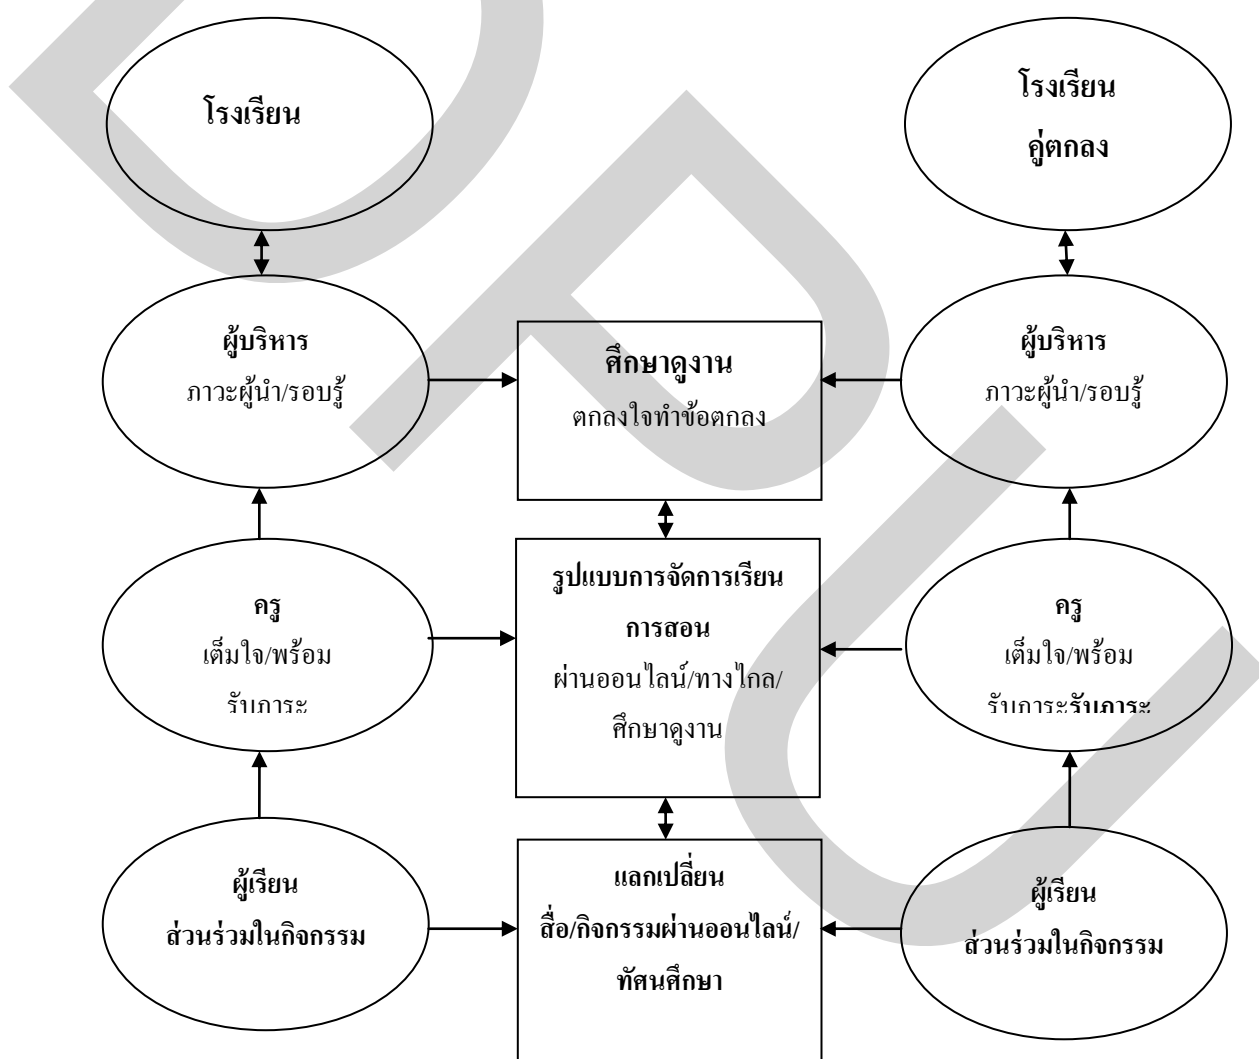 โรงเรียน
โรงเรียน
คู่ตกลง
ผู้บริหาร
ภาวะผู้นำ/รอบรู้
ศึกษาดูงาน
ตกลงใจทำข้อตกลง
ผู้บริหาร
ภาวะผู้นำ/รอบรู้
ครู
เต็มใจ/พร้อม
รับภาระ
รูปแบบการจัดการเรียน
การสอน
ผ่านออนไลน์/ทางไกล/
ศึกษาดูงาน
ครู
เต็มใจ/พร้อม
รับภาระรับภาระ
ผู้เรียน
ส่วนร่วมในกิจกรรม
แลกเปลี่ยน
สื่อ/กิจกรรมผ่านออนไลน์/
ทัศนศึกษา
ผู้เรียน
ส่วนร่วมในกิจกรรม
DPU